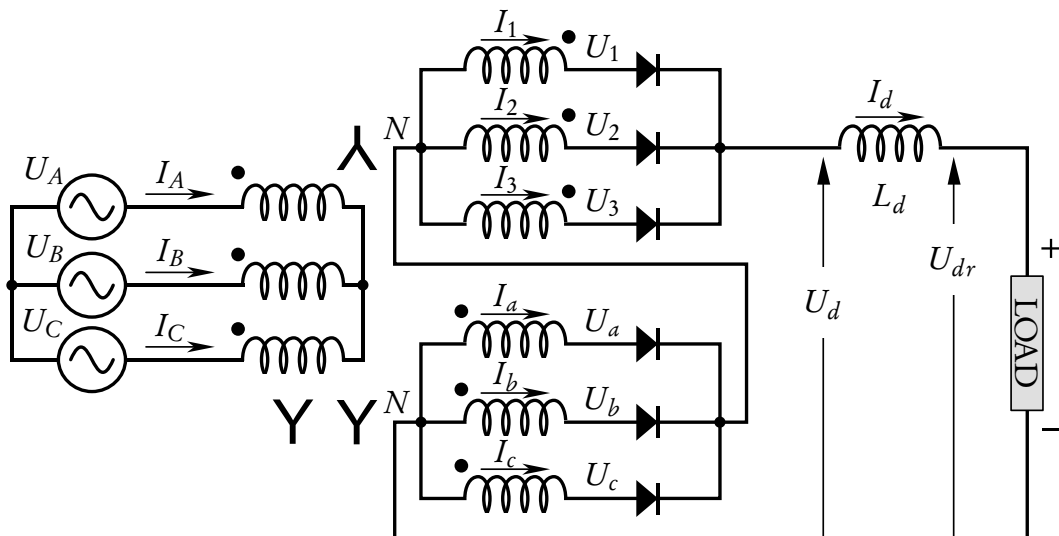 I1
U1
I2
N
U2
I3
U3
UA
IA
UB
IB
UC
IC
Id
Ld
Ud
Udr
+
LOAD
−
Ia
Ua
N
Ib
Ub
Ic
Uc